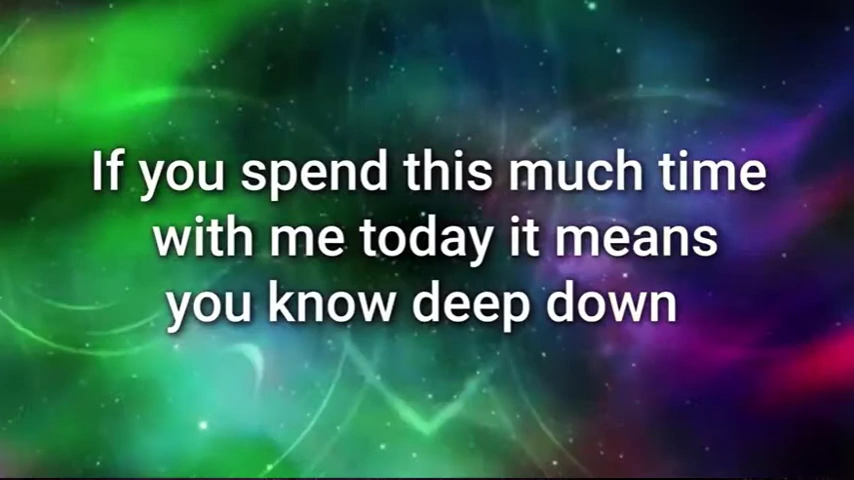 If you spend this much time
with me today it means
you know deep down